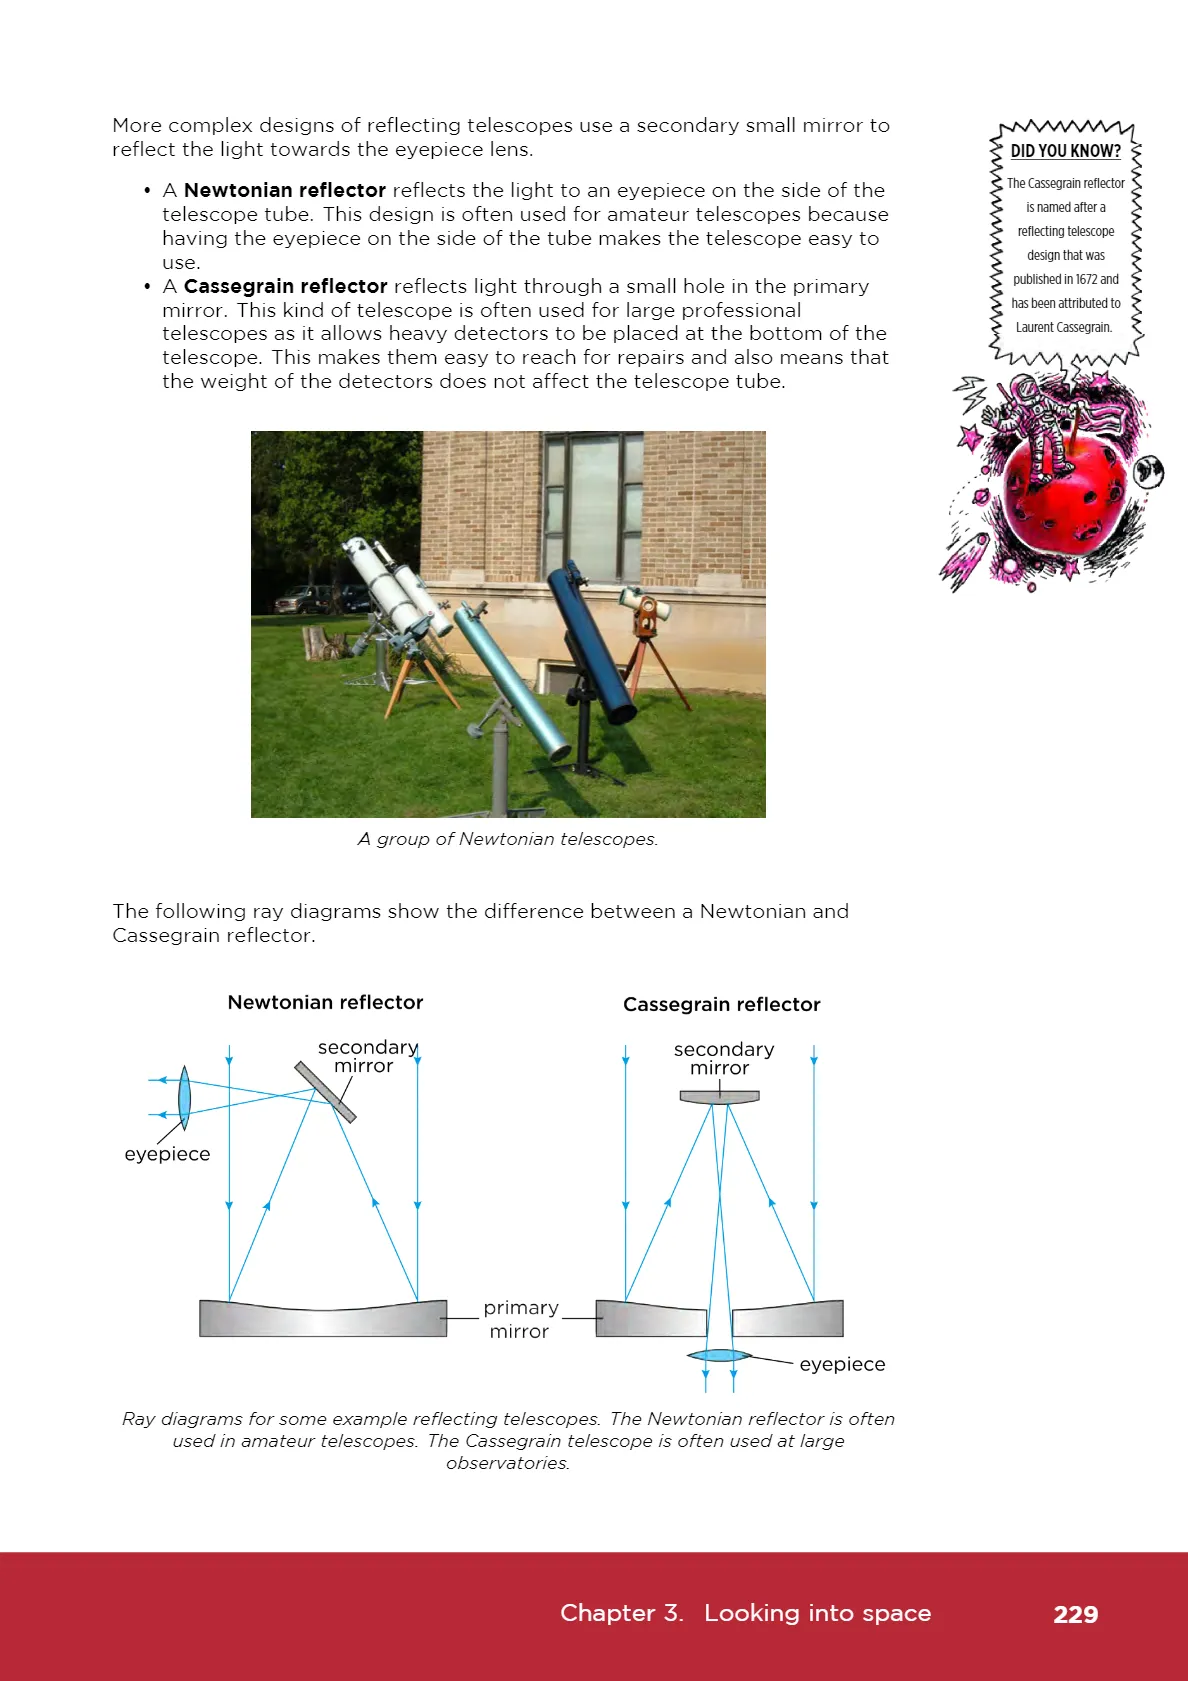 More complex designs of reflecting telescopes use a secondary small mirror to
reflect the light towards the eyepiece lens.
• A Newtonian reflector reflects the light to an eyepiece on the side of the
telescope tube. This design is often used for amateur telescopes because
having the eyepiece on the side of the tube makes the telescope easy to
use.
• A Cassegrain reflector reflects light through a small hole in the primary
mirror. This kind of telescope is often used for large professional
telescopes as it allows heavy detectors to be placed at the bottom of the
telescope. This makes them easy to reach for repairs and also means that
the weight of the detectors does not affect the telescope tube.
DID YOU KNOW?
The Cassegrain reflector
is named after a
reflecting telescope
design that was
published in 1672 and
has been attributed to
Laurent Cassegrain.
A group of Newtonian telescopes.
The following ray diagrams show the difference between a Newtonian and
Cassegrain reflector.
Newtonian reflector
secondary
mirror
eyepiece
Cassegrain reflector
secondary
mirror
primary
mirror
eyepiece
Ray diagrams for some example reflecting telescopes. The Newtonian reflector is often
used in amateur telescopes. The Cassegrain telescope is often used at large
observatories.
Chapter 3. Looking into space 229